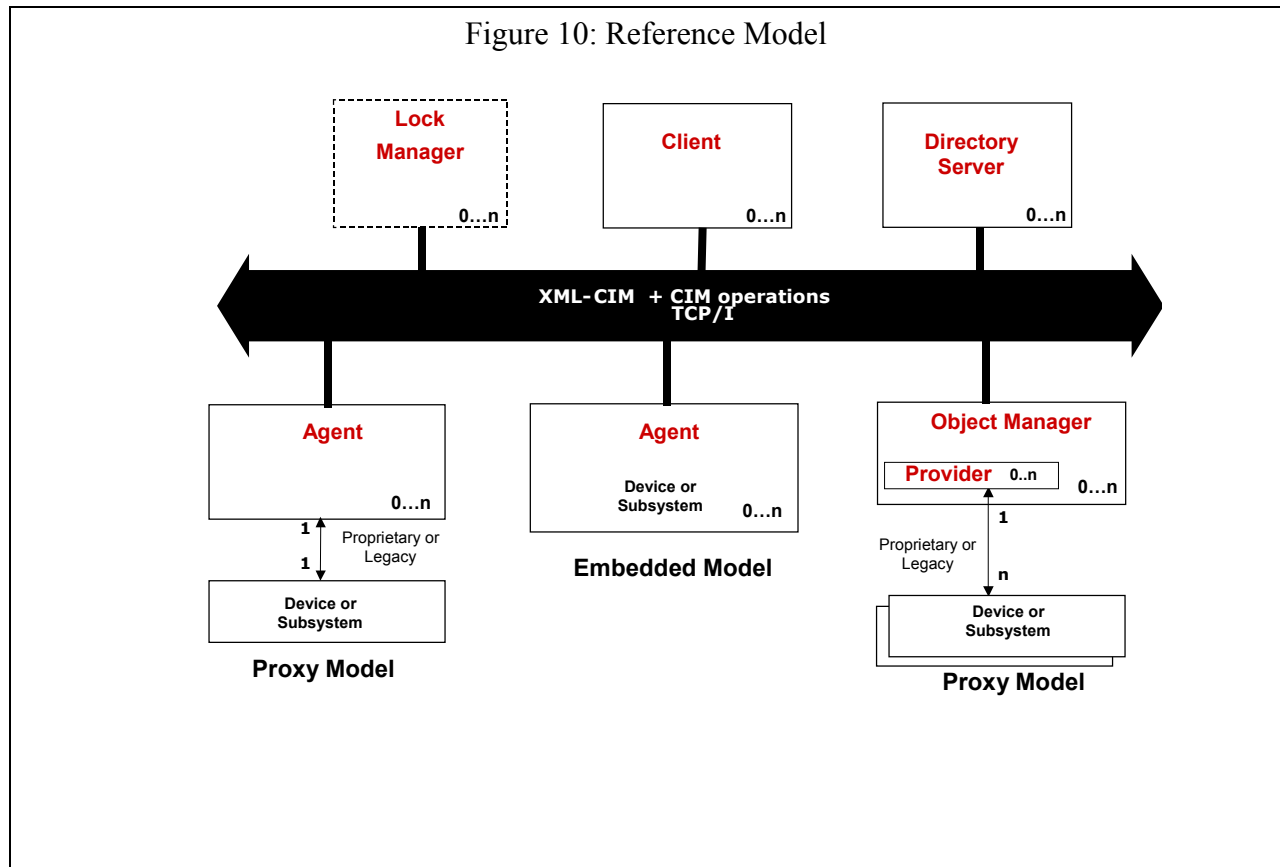 Figure 10: Reference Model
Lock
Manager
0…n
Client
0…n
Directory
Server
0…n
XML-CIM + CIM operations
TCP/I
Agent
0…n
1
Proprietary or
Legacy
1
Device or
Subsystem
Proxy Model
Agent
Device or
Subsystem
0…n
Embedded Model
Object Manager
Provider 0..n
0…n
1
Proprietary or
Legacy
n
Device or
Subsystem
Proxy Model